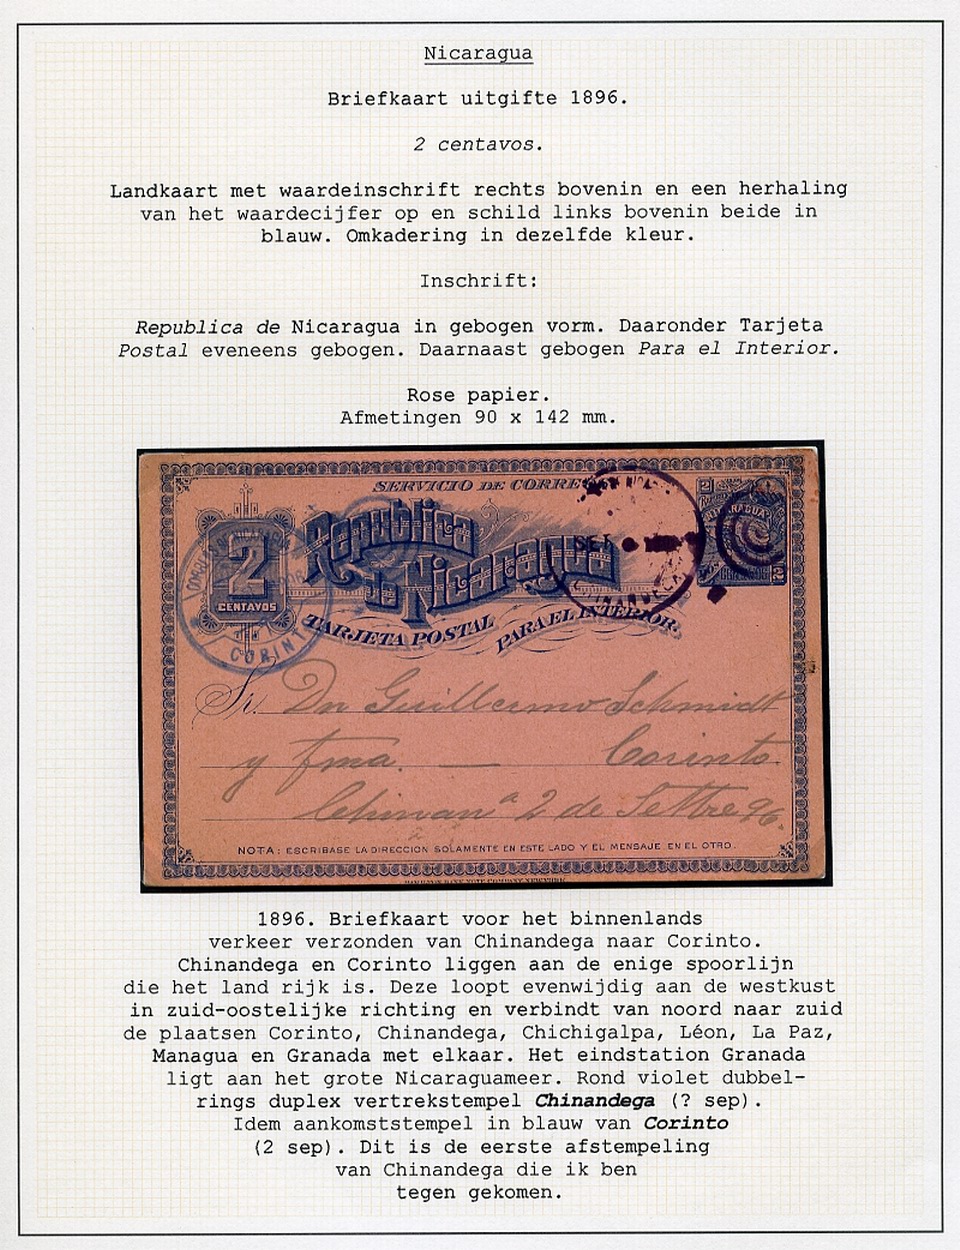 Nicaragua
Briefkaart uitgifte 1896.
2 centavos.
Landkaart met waardeinschrift rechts bovenin en een herhaling
van het waardecijfer op en schild links bovenin beide in
blauw. Omkadering in dezelfde kleur.
Inschrift:
Republica de Nicaragua in gebogen vorm. Daaronder Tarjeta
Postal eveneens gebogen. Daarnaast gebogen Para el Interior.
Rose papier.
Afmetingen 90 x 142 mm.
SERVICIO DE CORRE
2
CENTAVOS
Republica
de Nicaragua
TARJETA POSTAL
PARA EL INTERIOR.
SET
CORINTO
2
Sr. Dn Guillermo Schmidt
y fma. — Corinto
Chinana 2 de Settbre 96.
NOTA: ESCRIBASE LA DIRECCION SOLAMENTE EN ESTE LADO Y EL MENSAJE EN EL OTRO.
1896. Briefkaart voor het binnenlands
verkeer verzonden van Chinandega naar Corinto.
Chinandega en Corinto liggen aan de enige spoorlijn
die het land rijk is. Deze loopt evenwijdig aan de westkust
in zuid-oostelijke richting en verbindt van noord naar zuid
de plaatsen Corinto, Chinandega, Chichigalpa, Léon, La Paz,
Managua en Granada met elkaar. Het eindstation Granada
ligt aan het grote Nicaraguameer. Rond violet dubbel-
rings duplex vertrekstempel Chinandega (? sep).
Idem aankomststempel in blauw van Corinto
(2 sep). Dit is de eerste afstempeling
van Chinandega die ik ben
tegen gekomen.